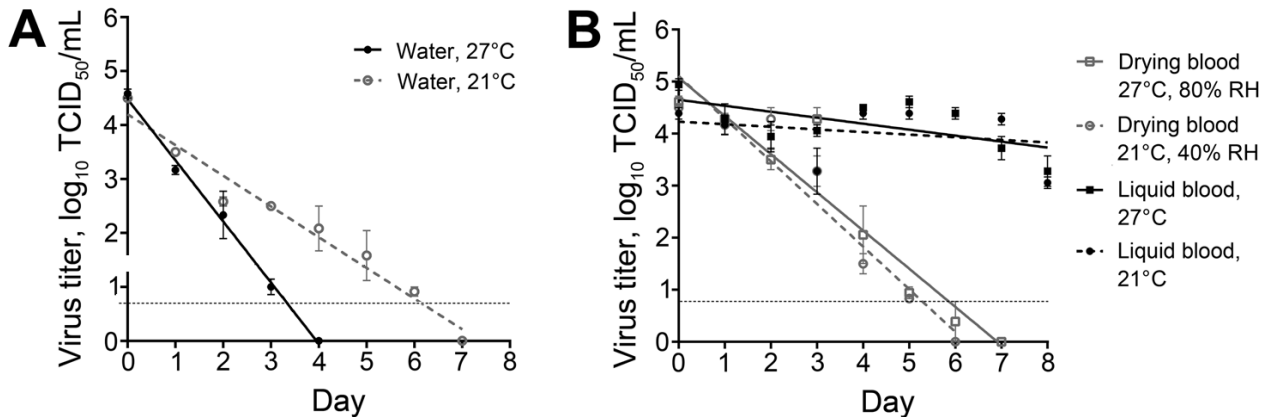 A
Virus titer, log10 TCID50/mL
6
5
4
3
2
1
0
0 1 2 3 4 5 6 7 8
Day
Water, 27°C
Water, 21°C
B
Virus titer, log10 TCID50/mL
6
5
4
3
2
1
0
0 1 2 3 4 5 6 7 8
Day
Drying blood
27°C, 80% RH
Drying blood
21°C, 40% RH
Liquid blood,
27°C
Liquid blood,
21°C